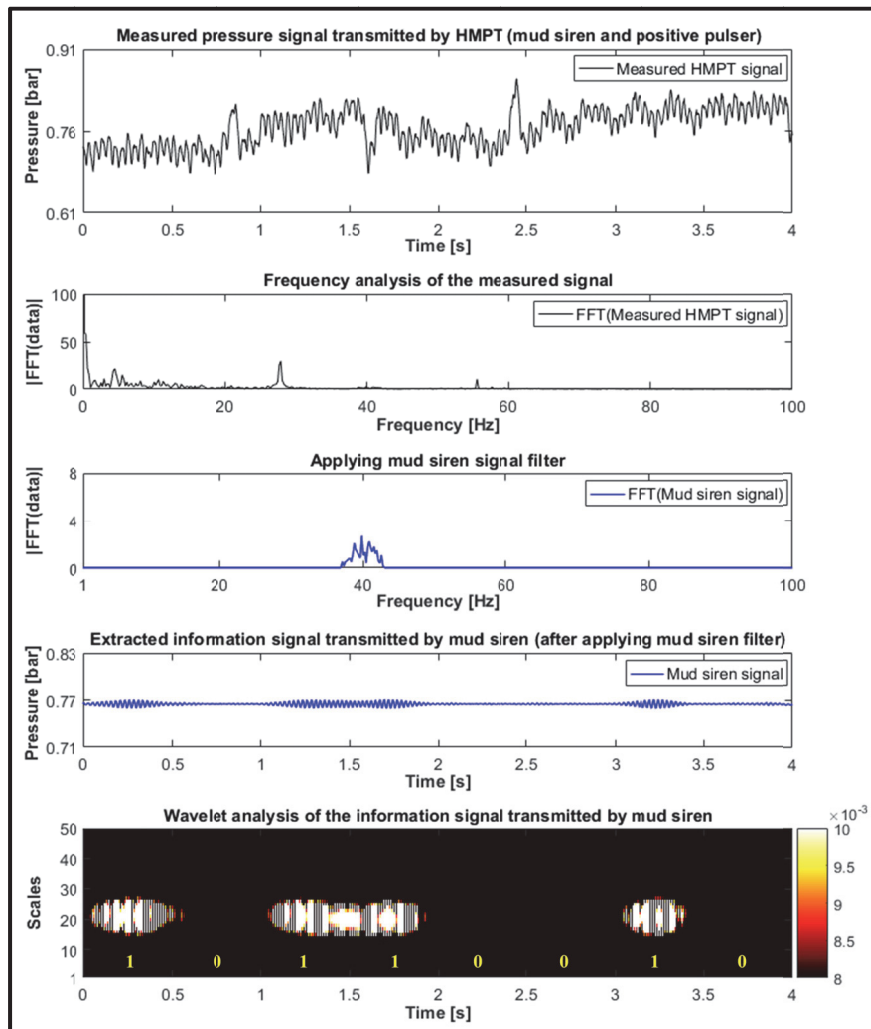 Measured pressure signal transmitted by HMPT (mud siren and positive pulser)
Pressure [bar]
0.91
0.76
0.61
Measured HMPT signal
0 0.5 1 1.5 2 2.5 3 3.5 4
Time [s]
Frequency analysis of the measured signal
|FFT(data)|
100
50
0
FFT(Measured HMPT signal)
0 20 40 60 80 100
Frequency [Hz]
Applying mud siren signal filter
|FFT(data)|
8
4
0
FFT(Mud siren signal)
1 20 40 60 80 100
Frequency [Hz]
Extracted information signal transmitted by mud siren (after applying mud siren filter)
Pressure [bar]
0.83
0.77
0.71
Mud siren signal
0 0.5 1 1.5 2 2.5 3 3.5 4
Time [s]
Wavelet analysis of the information signal transmitted by mud siren
Scales
50
40
30
20
10
1
1 0 1 1 0 0 1 0
0 0.5 1 1.5 2 2.5 3 3.5 4
Time [s]
× 10⁻³
10
9.5
9
8.5
8